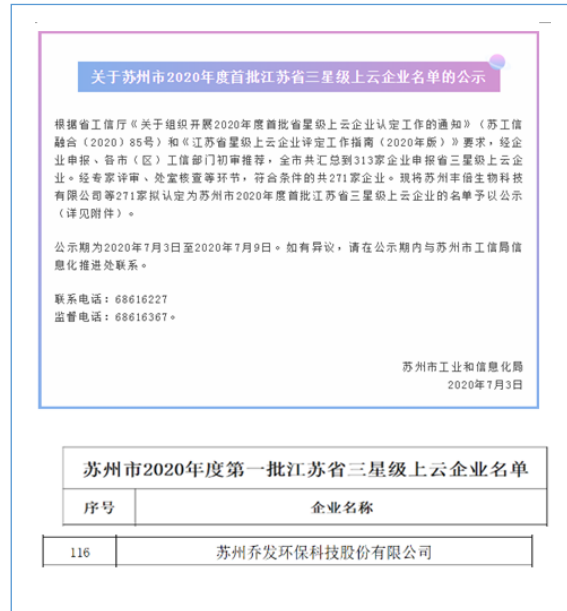 关于苏州市2020年度首批江苏省三星级上云企业名单的公示
根据省工信厅《关于组织开展2020年度首批省星级上云企业认定工作的通知》（苏工信
融合（2020）85号）和《江苏省星级上云企业评定工作指南（2020年版）》要求，经企
业申报、各市（区）工信部门初审推荐，全市共汇总到313家企业申报省三星级上云企
业。经专家评审、处室核查等环节，符合条件的共271家企业。现将苏州丰倍生物科技
有限公司等271家拟认定为苏州市2020年度首批江苏省三星级上云企业的名单予以公示
（详见附件）。
公示期为2020年7月3日至2020年7月9日。如有异议，请在公示期内与苏州市工信局信
息化推进处联系。
联系电话：68616227
监督电话：68616367。
苏州市工业和信息化局
2020年7月3日
苏州市2020年度第一批江苏省三星级上云企业名单
序号 企业名称
116 苏州乔发环保科技股份有限公司